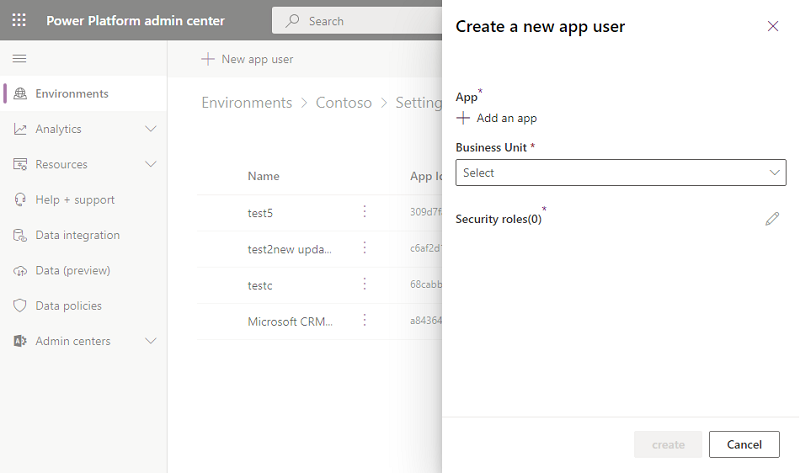 Power Platform admin center
Search
Environments
Analytics
Resources
Help + support
Data integration
Data (preview)
Data policies
Admin centers
+ New app user
Environments > Contoso > Setting
Name App Id
test5 309d7f
test2new upda... c6af2d
testc 68cabb
Microsoft CRM... a84364
Create a new app user
App*
+ Add an app
Business Unit *
Select
Security roles(0)*
create Cancel